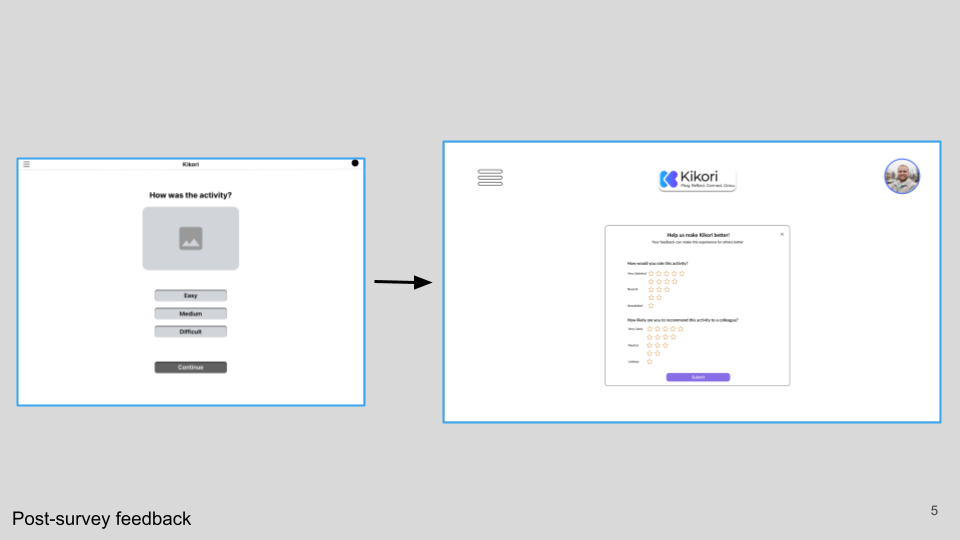 Kikori
How was the activity?
Easy
Medium
Difficult
Continue
Kikori
Play. Reflect. Connect. Grow.
Help us make Kikori better!
Your feedback can make this experience for others better
How would you rate this activity?
Very Satisfied
Neutral
Unsatisfied
How likely are you to recommend this activity to a colleague?
Very Likely
Neutral
Unlikely
Submit
Post-survey feedback
5